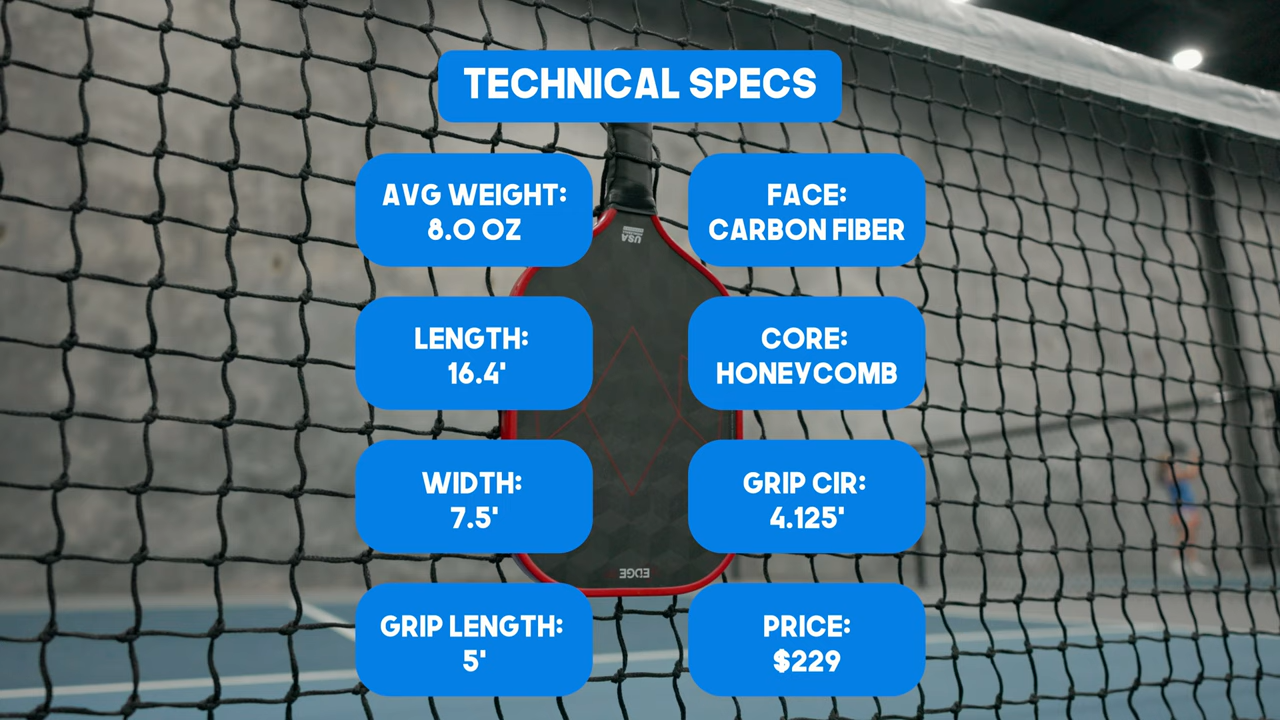 TECHNICAL SPECS
AVG WEIGHT:
8.0 OZ
FACE:
CARBON FIBER
USA
LENGTH:
16.4'
CORE:
HONEYCOMB
WIDTH:
7.5'
GRIP CIR:
4.125'
EDGE
GRIP LENGTH:
5'
PRICE:
$229